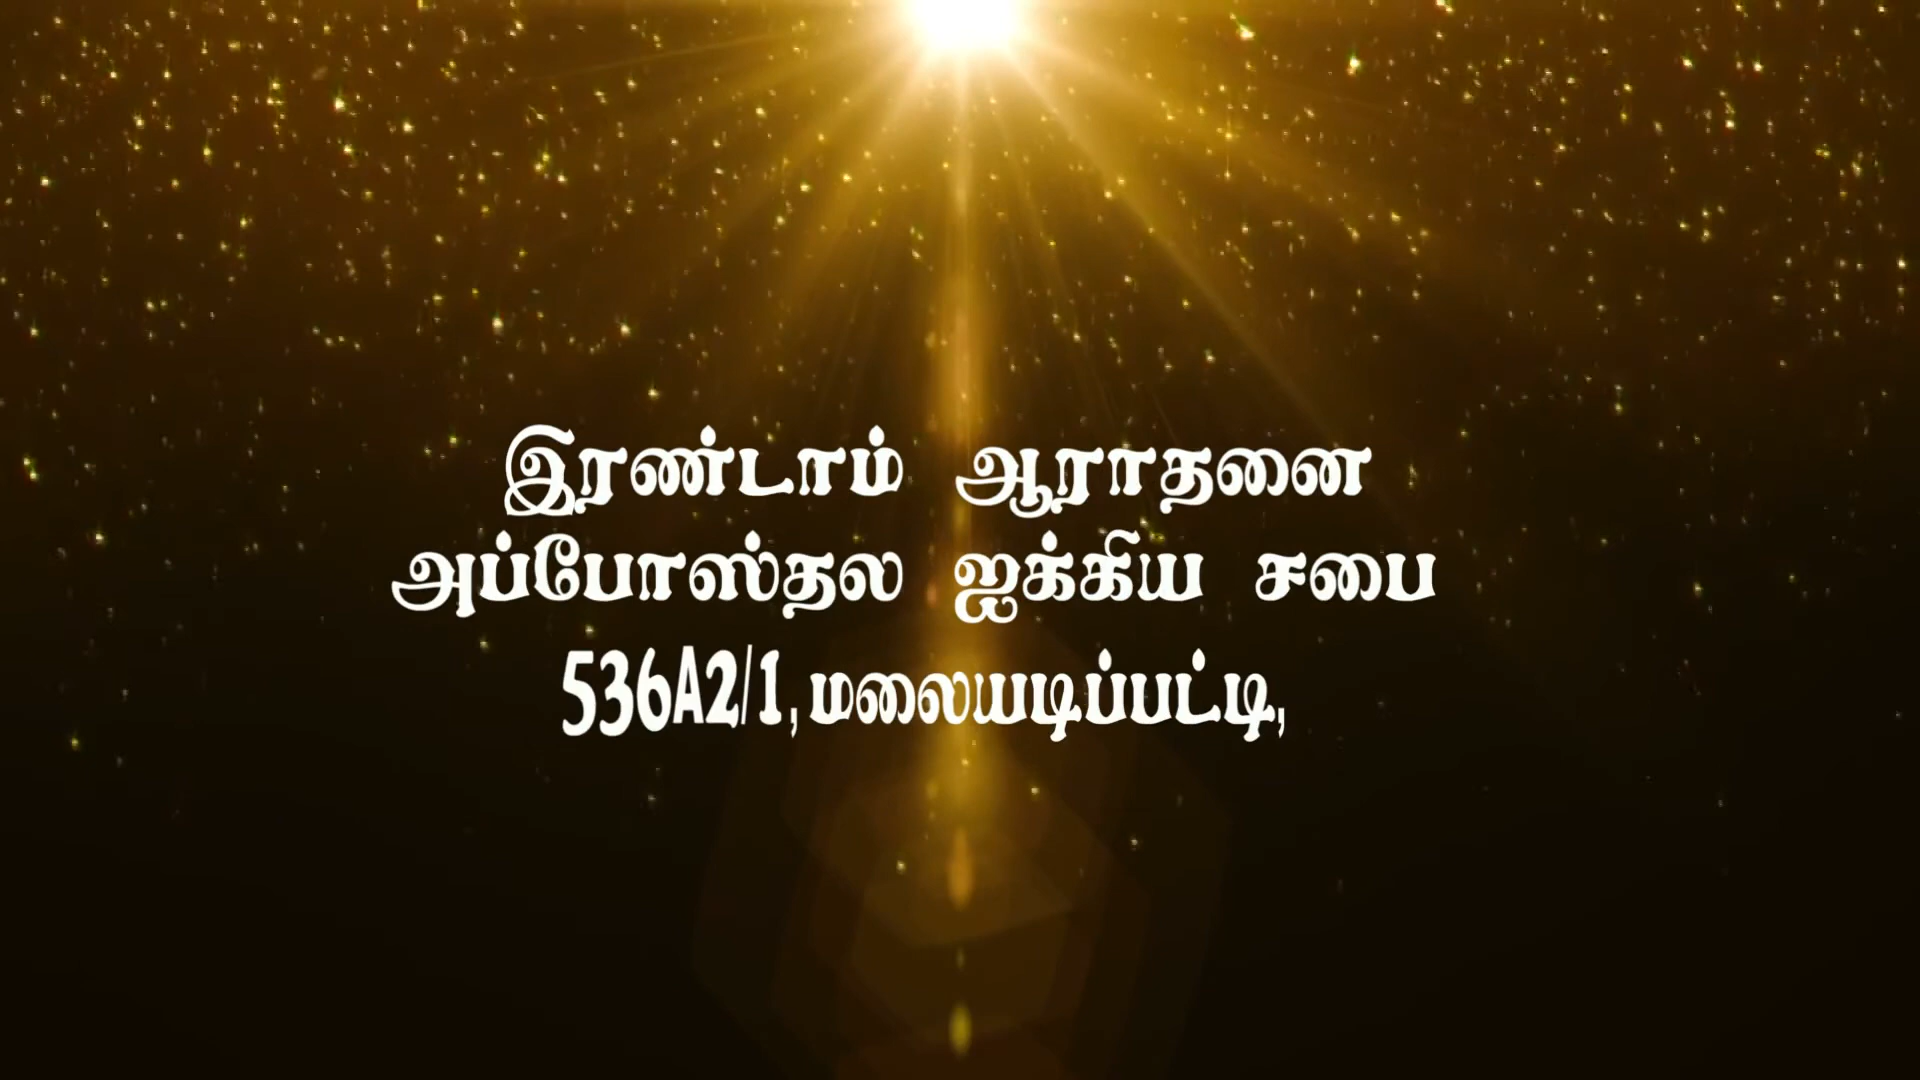 இரண்டாம் ஆராதனை
அப்போஸ்தல ஐக்கிய சபை
536A2/1, மலையடிப்பட்டி,